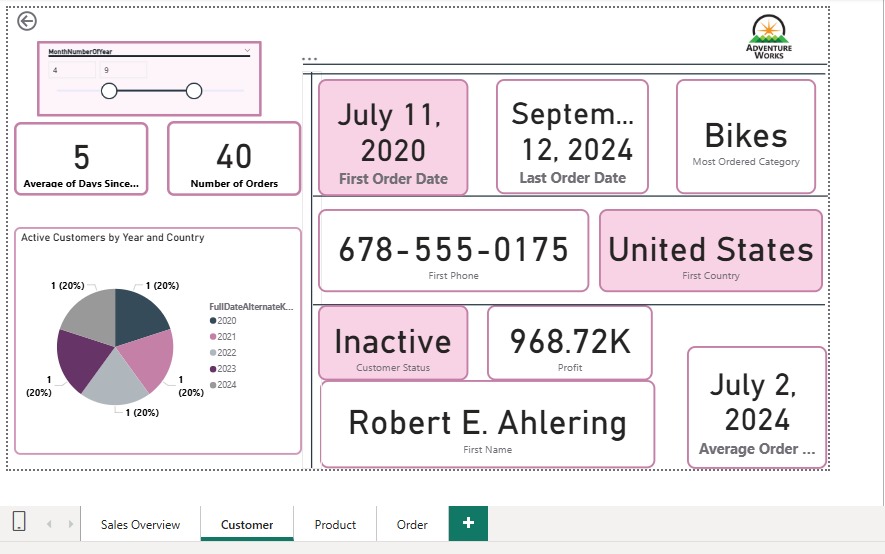 MonthNumberOfYear
4 9
5
Average of Days Since...
40
Number of Orders
...
ADVENTURE
WORKS
July 11,
2020
First Order Date
Septem...
12, 2024
Last Order Date
Bikes
Most Ordered Category
678-555-0175
First Phone
United States
First Country
Active Customers by Year and Country
1 (20%) 1 (20%)
1
(20%)
1
(20%)
1 (20%)
FullDateAlternateK...
2020
2021
2022
2023
2024
Inactive
Customer Status
968.72K
Profit
Robert E. Ahlering
First Name
July 2,
2024
Average Order ...
Sales Overview Customer Product Order +